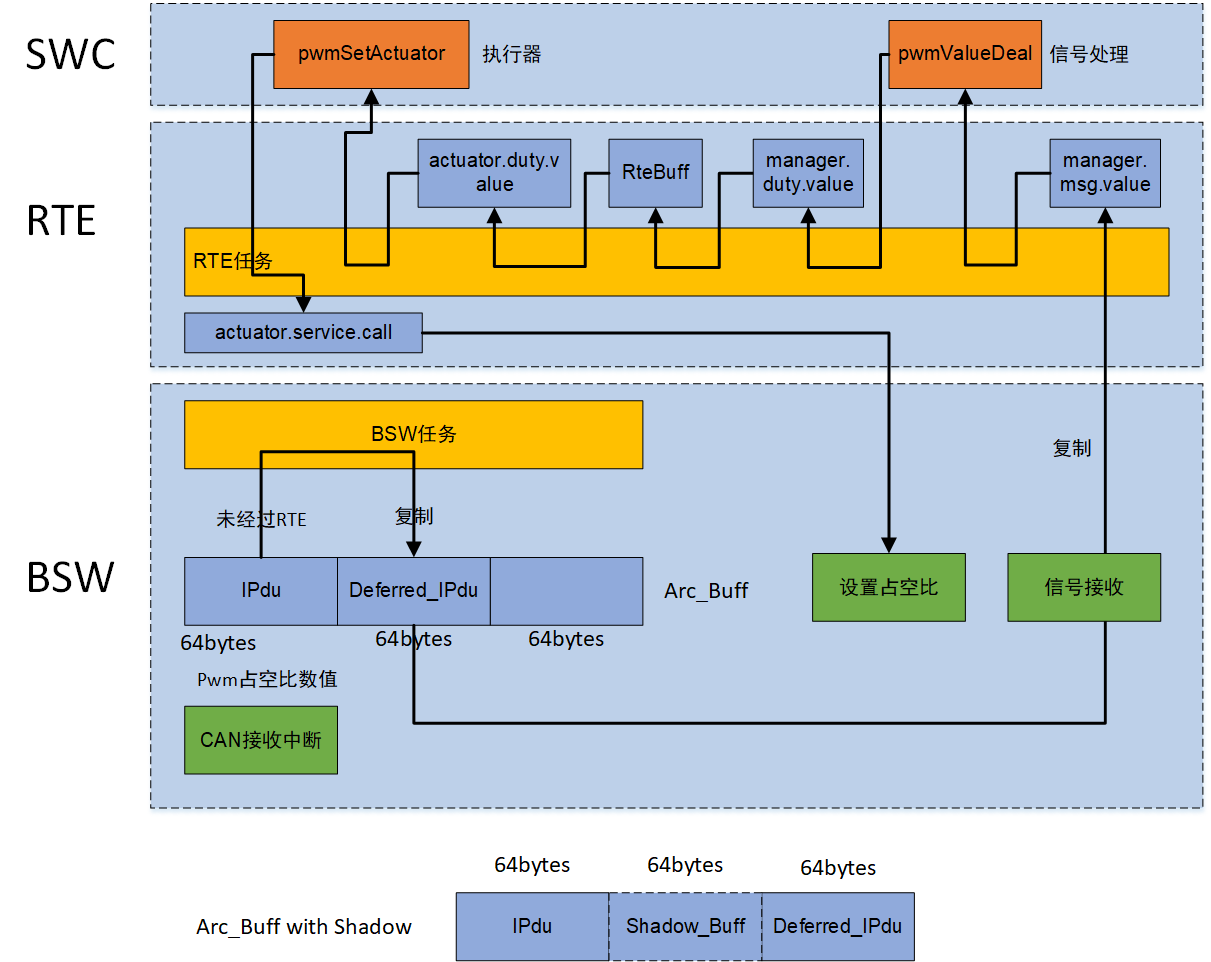 SWC
pwmSetActuator
执行器
pwmValueDeal
信号处理
RTE
actuator.duty.v
alue
RteBuff
manager.
duty.value
manager.
msg.value
RTE任务
actuator.service.call
BSW
BSW任务
复制
未经过RTE
复制
IPdu
Deferred_IPdu
Arc_Buff
设置占空比
信号接收
64bytes
64bytes
64bytes
Pwm占空比数值
CAN接收中断
64bytes
64bytes
64bytes
Arc_Buff with Shadow
IPdu
Shadow_Buff
Deferred_IPdu